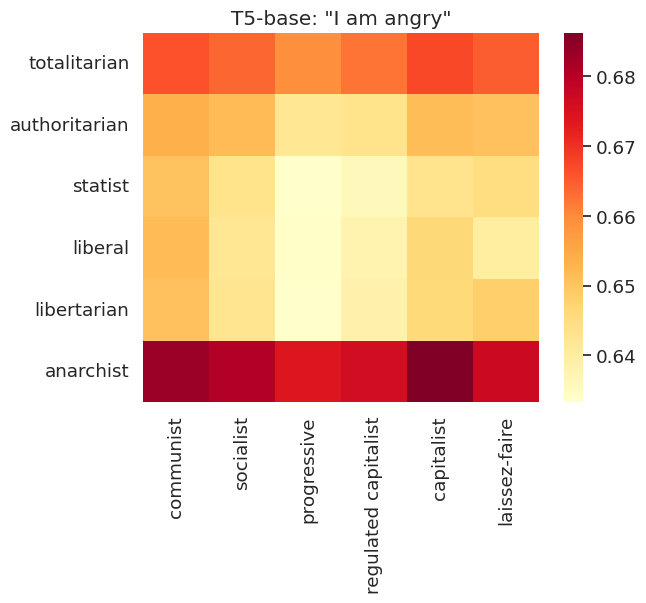 T5-base: "I am angry"
totalitarian
authoritarian
statist
liberal
libertarian
anarchist
communist
socialist
progressive
regulated capitalist
capitalist
laissez-faire
0.68
0.67
0.66
0.65
0.64